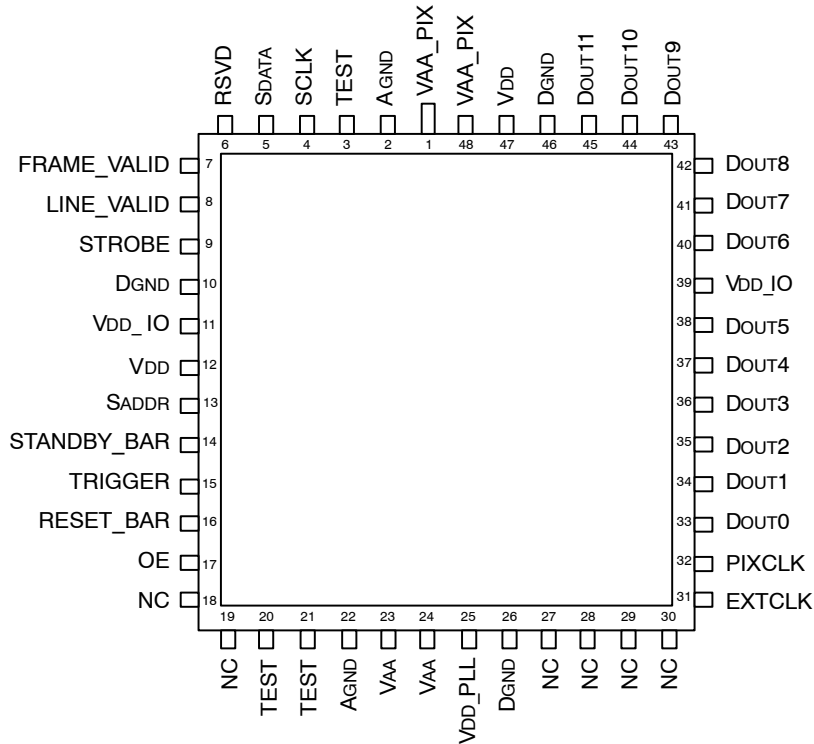 RSVD
SDATA
SCLK
TEST
AGND
VAA_PIX
VAA_PIX
VDD
DGND
DOUT11
DOUT10
DOUT9
6
5
4
3
2
1
48
47
46
45
44
43
FRAME_VALID 7
LINE_VALID 8
STROBE 9
DGND 10
VDD_IO 11
VDD 12
SADDR 13
STANDBY_BAR 14
TRIGGER 15
RESET_BAR 16
OE 17
NC 18
42 DOUT8
41 DOUT7
40 DOUT6
39 VDD_IO
38 DOUT5
37 DOUT4
36 DOUT3
35 DOUT2
34 DOUT1
33 DOUT0
32 PIXCLK
31 EXTCLK
19
20
21
22
23
24
25
26
27
28
29
30
NC
TEST
TEST
AGND
VAA
VAA
VDD_PLL
DGND
NC
NC
NC
NC